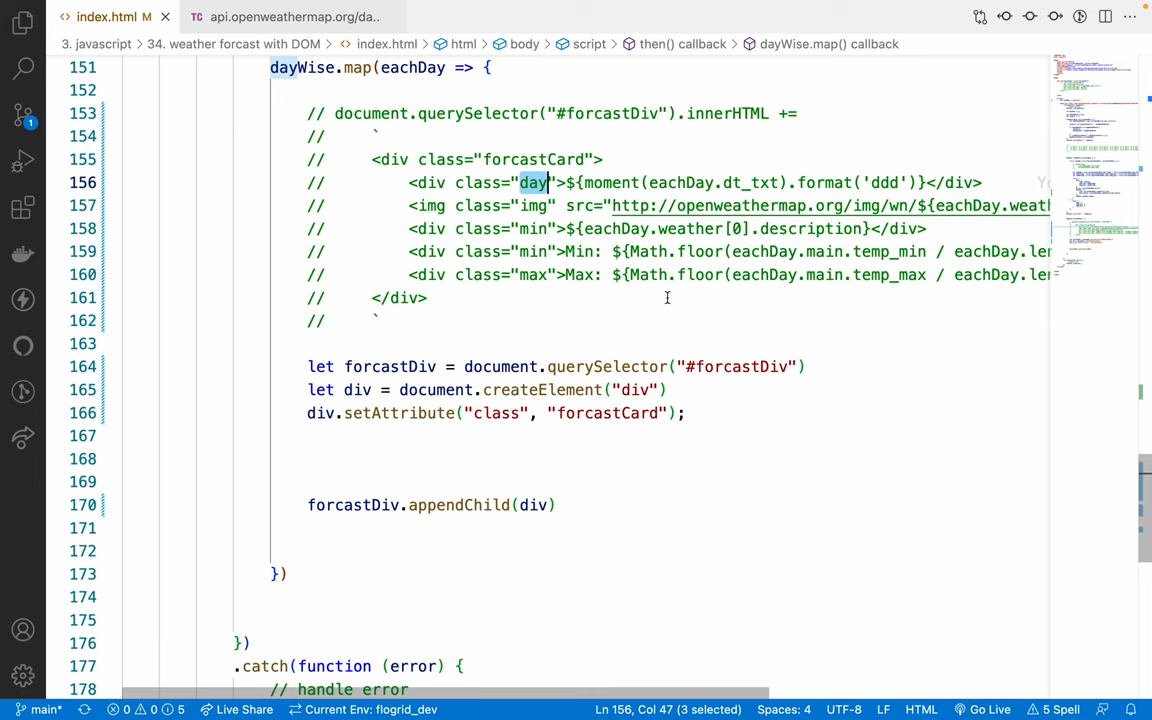 index.html M
TC api.openweathermap.org/da..
3. javascript > 34. weather forcast with DOM > index.html > html > body > script > then() callback > dayWise.map() callback
151 dayWise.map(eachDay => {
152
153 // document.querySelector("#forcastDiv").innerHTML +=
154 // `
155 // <div class="forcastCard">
156 // <div class="day">${moment(eachDay.dt_txt).format('ddd')}</div>
157 // <img class="img" src="http://openweathermap.org/img/wn/${eachDay.weath
158 // <div class="min">${eachDay.weather[0].description}</div>
159 // <div class="min">Min: ${Math.floor(eachDay.main.temp_min / eachDay.len
160 // <div class="max">Max: ${Math.floor(eachDay.main.temp_max / eachDay.len
161 // </div>
162 // `
163
164 let forcastDiv = document.querySelector("#forcastDiv")
165 let div = document.createElement("div")
166 div.setAttribute("class", "forcastCard");
167
168
169
170 forcastDiv.appendChild(div)
171
172
173 })
174
175
176 })
177 .catch(function (error) {
178 // handle error
1
main* 0 0 5 Live Share Current Env: flogrid_dev Ln 156, Col 47 (3 selected) Spaces: 4 UTF-8 LF HTML Go Live 5 Spell